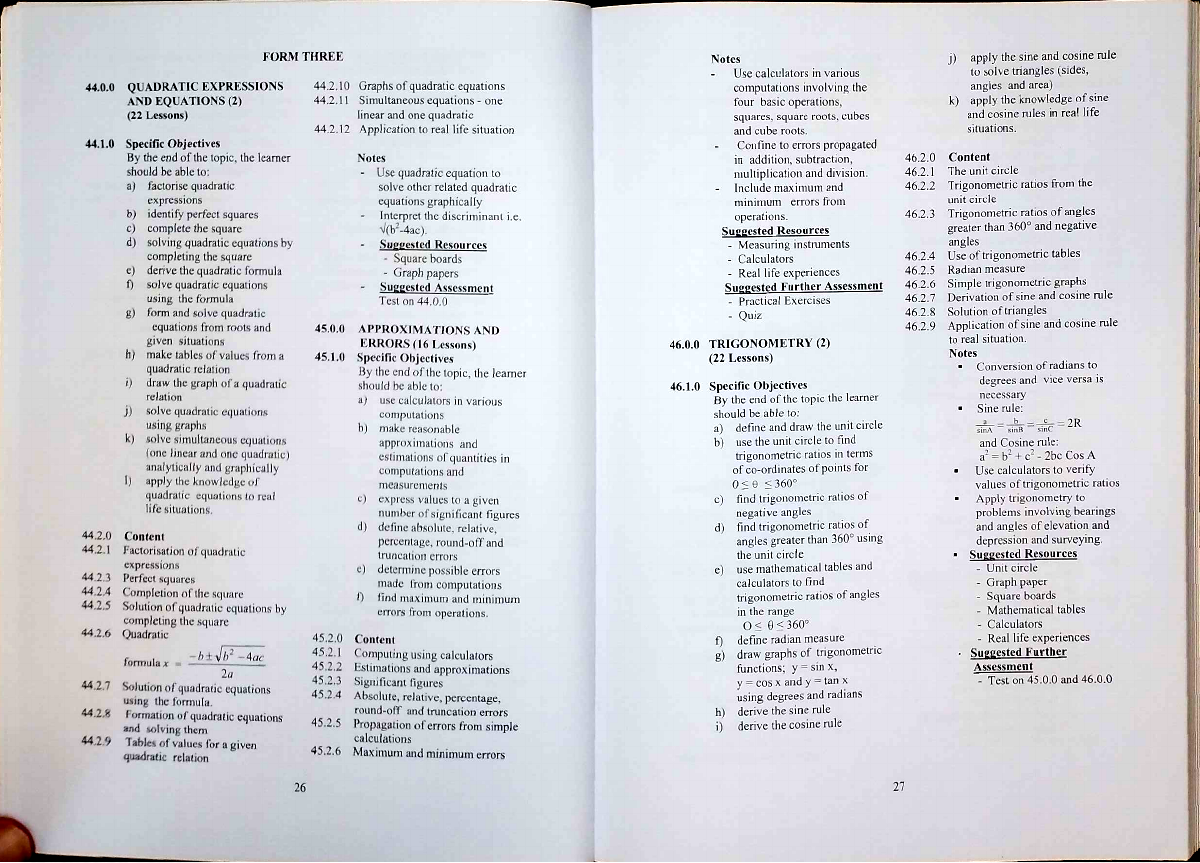 FORM THREE
44.0.0 QUADRATIC EXPRESSIONS
AND EQUATIONS (2)
(22 Lessons)
44.1.0 Specific Objectives
By the end of the topic, the learner
should be able to:
a) factorise quadratic
expressions
b) identify perfect squares
c) complete the square
d) solving quadratic equations by
completing the square
e) derive the quadratic formula
f) solve quadratic equations
using the formula
g) form and solve quadratic
equations from roots and
given situations
h) make tables of values from a
quadratic relation
i) draw the graph of a quadratic
relation
j) solve quadratic equations
using graphs
k) solve simultaneous equations
(one linear and one quadratic)
analytically and graphically
l) apply the knowledge of
quadratic equations to real
life situations.
44.2.0 Content
44.2.1 Factorisation of quadratic
expressions
44.2.3 Perfect squares
44.2.4 Completion of the square
44.2.5 Solution of quadratic equations by
completing the square
44.2.6 Quadratic
formula x = (-b±√(b² -4ac))/2a
44.2.7 Solution of quadratic equations
using the formula.
44.2.8 Formation of quadratic equations
and solving them
44.2.9 Tables of values for a given
quadratic relation
44.2.10 Graphs of quadratic equations
44.2.11 Simultaneous equations - one
linear and one quadratic
44.2.12 Application to real life situation
Notes
- Use quadratic equation to
solve other related quadratic
equations graphically
- Interpret the discriminant i.e.
√(b²-4ac).
- Suggested Resources
- Square boards
- Graph papers
- Suggested Assessment
Test on 44.0.0
45.0.0 APPROXIMATIONS AND
ERRORS (16 Lessons)
45.1.0 Specific Objectives
By the end of the topic, the learner
should be able to:
a) use calculators in various
computations
b) make reasonable
approximations and
estimations of quantities in
computations and
measurements
c) express values to a given
number of significant figures
d) define absolute, relative,
percentage, round-off and
truncation errors
e) determine possible errors
made from computations
f) find maximum and minimum
errors from operations.
45.2.0 Content
45.2.1 Computing using calculators
45.2.2 Estimations and approximations
45.2.3 Significant figures
45.2.4 Absolute, relative, percentage,
round-off and truncation errors
45.2.5 Propagation of errors from simple
calculations
45.2.6 Maximum and minimum errors
26
Notes
- Use calculators in various
computations involving the
four basic operations,
squares, square roots, cubes
and cube roots.
- Confine to errors propagated
in addition, subtraction,
multiplication and division.
- Include maximum and
minimum errors from
operations.
Suggested Resources
- Measuring instruments
- Calculators
- Real life experiences
Suggested Further Assessment
- Practical Exercises
- Quiz
46.0.0 TRIGONOMETRY (2)
(22 Lessons)
46.1.0 Specific Objectives
By the end of the topic the learner
should be able to:
a) define and draw the unit circle
b) use the unit circle to find
trigonometric ratios in terms
of co-ordinates of points for
0 ≤ θ ≤ 360°
c) find trigonometric ratios of
negative angles
d) find trigonometric ratios of
angles greater than 360° using
the unit circle
e) use mathematical tables and
calculators to find
trigonometric ratios of angles
in the range
O ≤ θ ≤ 360°
f) define radian measure
g) draw graphs of trigonometric
functions; y = sin x,
y = cos x and y = tan x
using degrees and radians
h) derive the sine rule
i) derive the cosine rule
j) apply the sine and cosine rule
to solve triangles (sides,
angles and area)
k) apply the knowledge of sine
and cosine rules in real life
situations.
46.2.0 Content
46.2.1 The unit circle
46.2.2 Trigonometric ratios from the
unit circle
46.2.3 Trigonometric ratios of angles
greater than 360° and negative
angles
46.2.4 Use of trigonometric tables
46.2.5 Radian measure
46.2.6 Simple trigonometric graphs
46.2.7 Derivation of sine and cosine rule
46.2.8 Solution of triangles
46.2.9 Application of sine and cosine rule
to real situation.
Notes
▪ Conversion of radians to
degrees and vice versa is
necessary
▪ Sine rule:
a/sinA = b/sinB = c/sinC = 2R
and Cosine rule:
a² = b² + c² - 2bc Cos A
▪ Use calculators to verify
values of trigonometric ratios
▪ Apply trigonometry to
problems involving bearings
and angles of elevation and
depression and surveying.
▪ Suggested Resources
- Unit circle
- Graph paper
- Square boards
- Mathematical tables
- Calculators
- Real life experiences
. Suggested Further
Assessment
- Test on 45.0.0 and 46.0.0
27